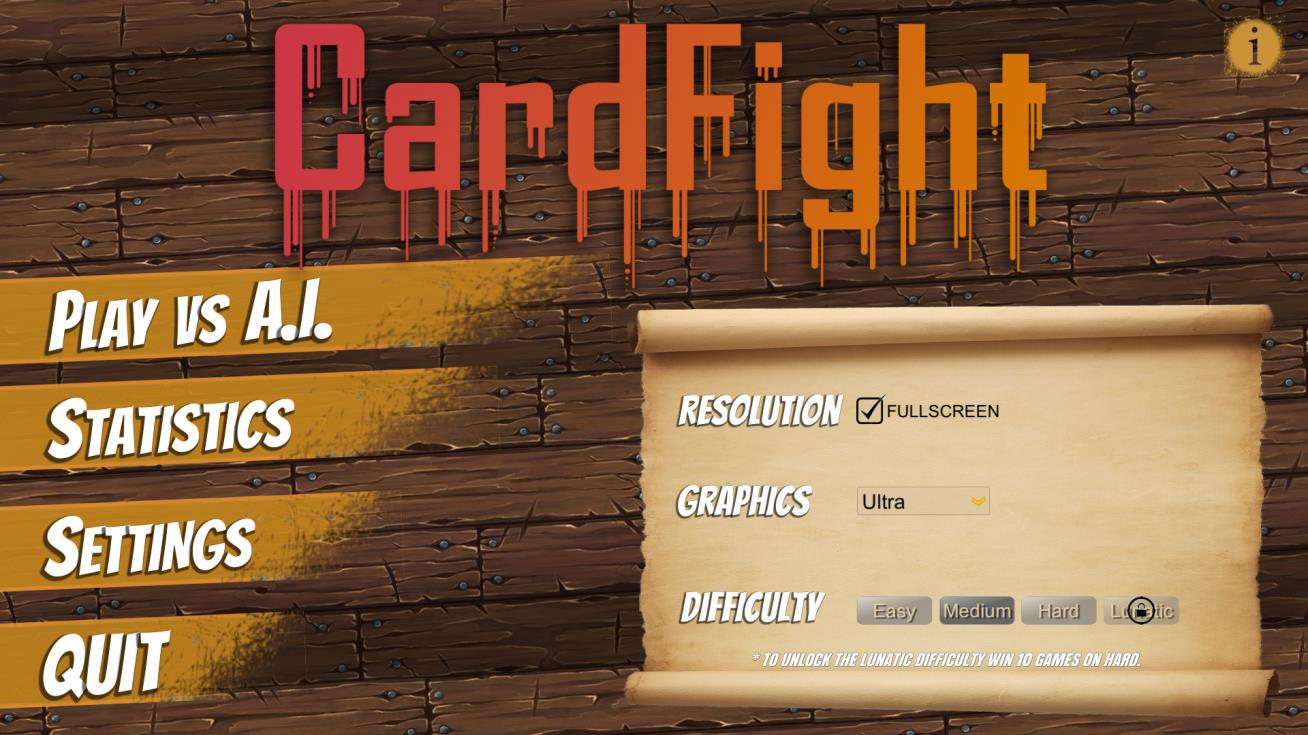 CardFight
i
PLAY VS A.I.
STATISTICS
SETTINGS
QUIT
RESOLUTION FULLSCREEN
GRAPHICS Ultra
DIFFICULTY Easy Medium Hard Lunatic
* TO UNLOCK THE LUNATIC DIFFICULTY WIN 10 GAMES ON HARD.